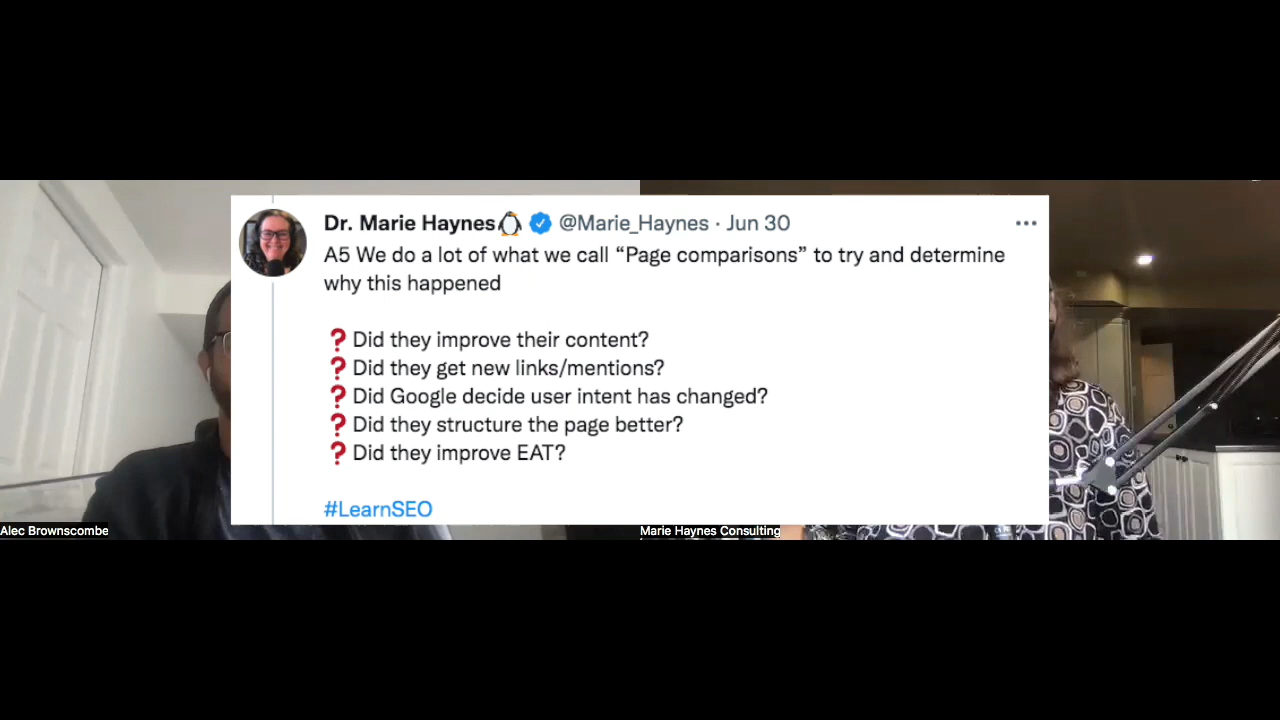 Dr. Marie Haynes🐧 @Marie_Haynes · Jun 30
A5 We do a lot of what we call “Page comparisons” to try and determine
why this happened
❓Did they improve their content?
❓Did they get new links/mentions?
❓Did Google decide user intent has changed?
❓Did they structure the page better?
❓Did they improve EAT?
#LearnSEO
Alec Brownscombe
Marie Haynes Consulting